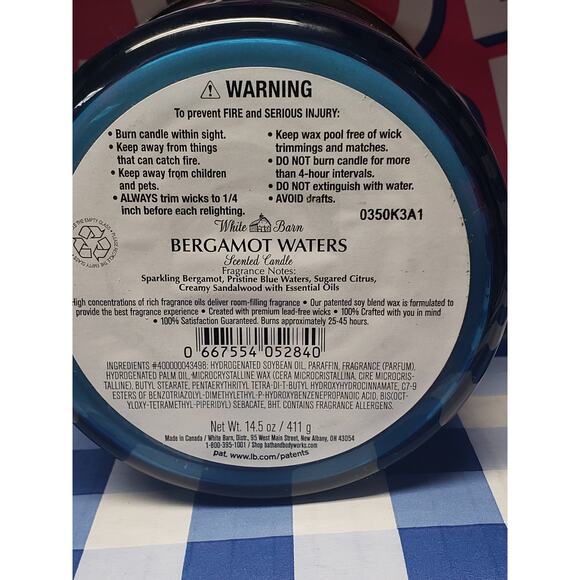 ⚠ WARNING
To prevent FIRE and SERIOUS INJURY:
• Burn candle within sight.
• Keep away from things
that can catch fire.
• Keep away from children
and pets.
• ALWAYS trim wicks to 1/4
inch before each relighting.
• Keep wax pool free of wick
trimmings and matches.
• DO NOT burn candle for more
than 4-hour intervals.
• DO NOT extinguish with water.
• AVOID drafts.
0350K3A1
White Barn
BERGAMOT WATERS
Scented Candle
Fragrance Notes:
Sparkling Bergamot, Pristine Blue Waters, Sugared Citrus,
Creamy Sandalwood with Essential Oils
High concentrations of rich fragrance oils deliver room-filling fragrance • Our patented soy blend wax is formulated to
provide the best fragrance experience • Created with premium lead-free wicks • 100% Crafted with you in mind
• 100% Satisfaction Guaranteed. Burns approximately 25-45 hours.
0 667554 052840
INGREDIENTS #400000043498: HYDROGENATED SOYBEAN OIL, PARAFFIN, FRAGRANCE (PARFUM),
HYDROGENATED PALM OIL, MICROCRYSTALLINE WAX (CERA MICROCRISTALLINA, CIRE MICROCRIS-
TALLINE), BUTYL STEARATE, PENTAERYTHRITYL TETRA-DI-T-BUTYL HYDROXYHYDROCINNAMATE, C7-9
ESTERS OF BENZOTRIAZOLYL-DIMETHYLETHYL-P-HYDROXYBENZENEPROPANOIC ACID, BIS(OCT-
YLOXY-TETRAMETHYL-PIPERIDYL) SEBACATE, BHT. CONTAINS FRAGRANCE ALLERGENS.
Net Wt. 14.5 oz / 411 g
Made in Canada / White Barn, Distr., 95 West Main Street, New Albany, OH 43054
1-800-395-1001 / Shop bathandbodyworks.com
pat. www.lb.com/patents